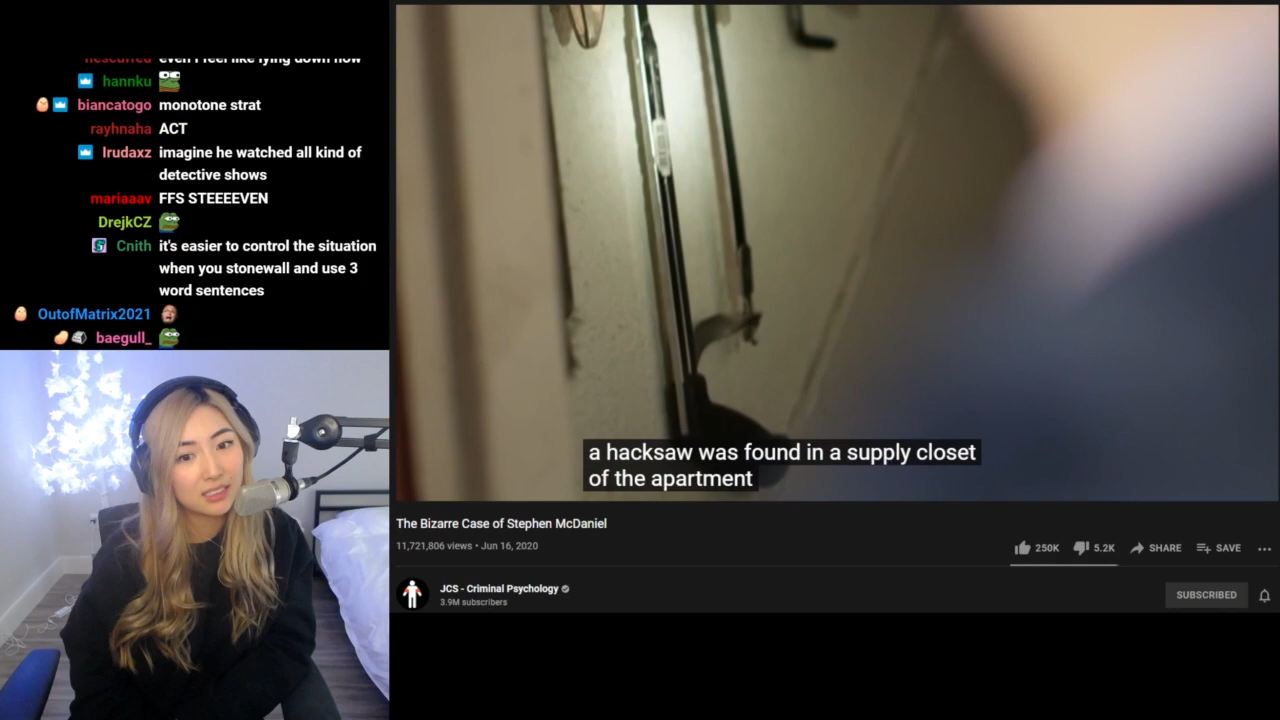 nescuffed even i feel like lying down now
hannku
biancatogo monotone strat
rayhnaha ACT
lrudaxz imagine he watched all kind of
detective shows
mariaaav FFS STEEEEVEN
DrejkCZ
Cnith it's easier to control the situation
when you stonewall and use 3
word sentences
OutofMatrix2021
baegull_
a hacksaw was found in a supply closet
of the apartment
The Bizarre Case of Stephen McDaniel
11,721,806 views • Jun 16, 2020
250K 5.2K SHARE SAVE
JCS - Criminal Psychology
3.9M subscribers
SUBSCRIBED